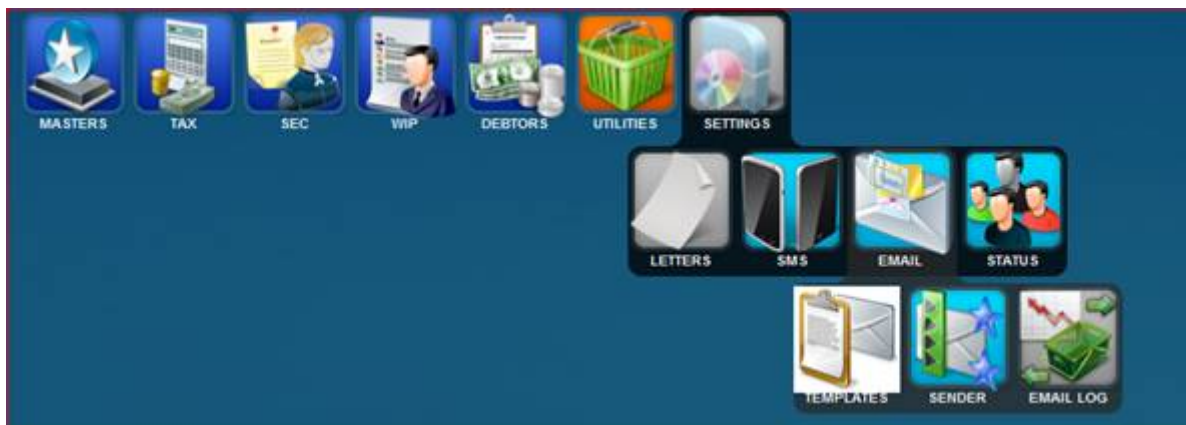 MASTERS TAX SEC WIP DEBTORS UTILITIES SETTINGS
LETTERS SMS EMAIL STATUS
TEMPLATES SENDER EMAIL LOG